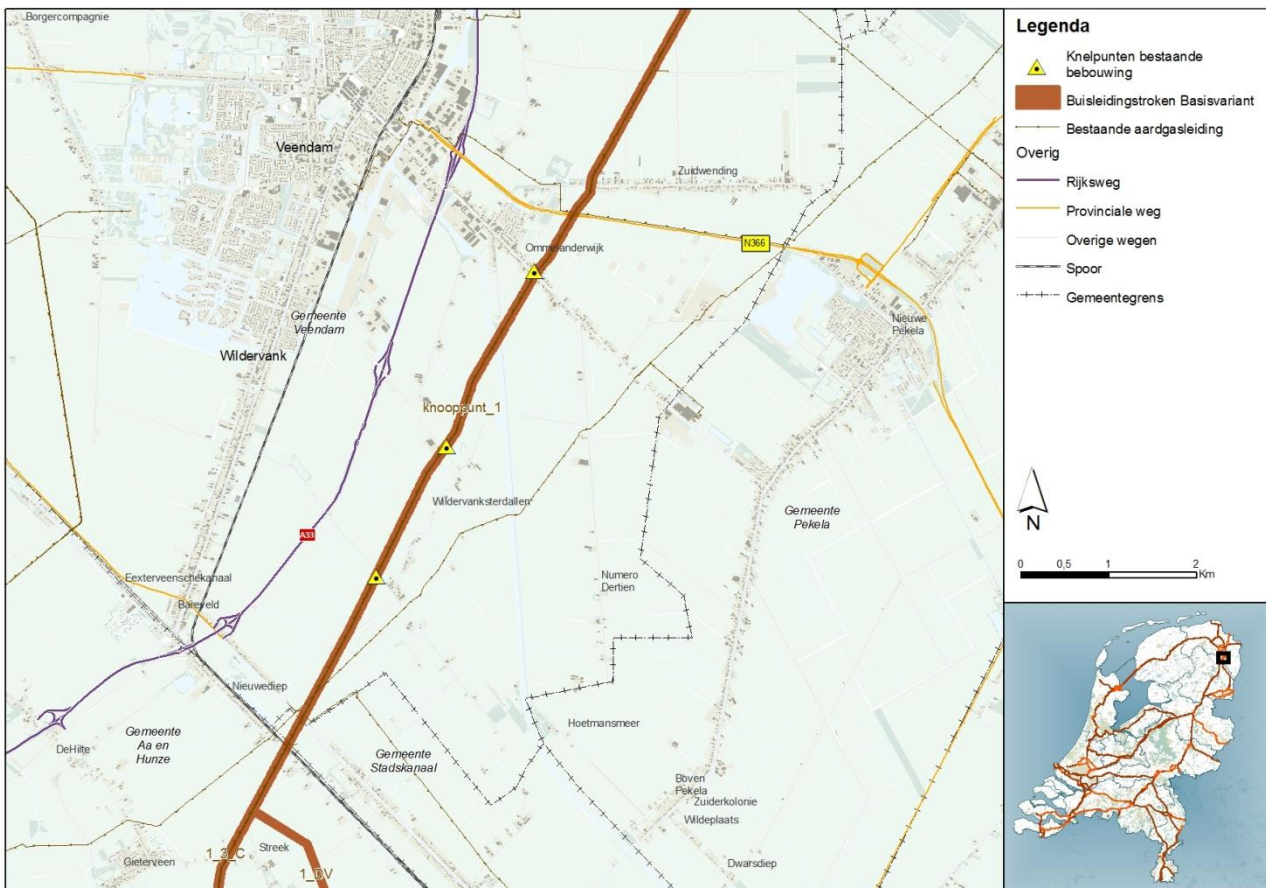 Borgercompagnie
Veendam
Zuidwending
N366
Ommelanderwijk
Gemeente
Veendam
Nieuwe
Pekela
Wildervank
knooppunt_1
Wildervanksterdallen
Gemeente
Pekela
A33
Eexterveenschekanaal
Bareveld
Numero
Dertien
Nieuwediep
Hoetmansmeer
DeHilte
Gemeente
Aa en
Hunze
Gemeente
Stadskanaal
Boven
Pekela
Zuiderkolonie
Wildeplaats
Streek
1_3_C
Gieterveen
Dwarsdiep
1_DV
Legenda
Knelpunten bestaande
bebouwing
Buisleidingstroken Basisvariant
Bestaande aardgasleiding
Overig
Rijksweg
Provinciale weg
Overige wegen
Spoor
Gemeentegrens
N
0 0,5 1 2
Km